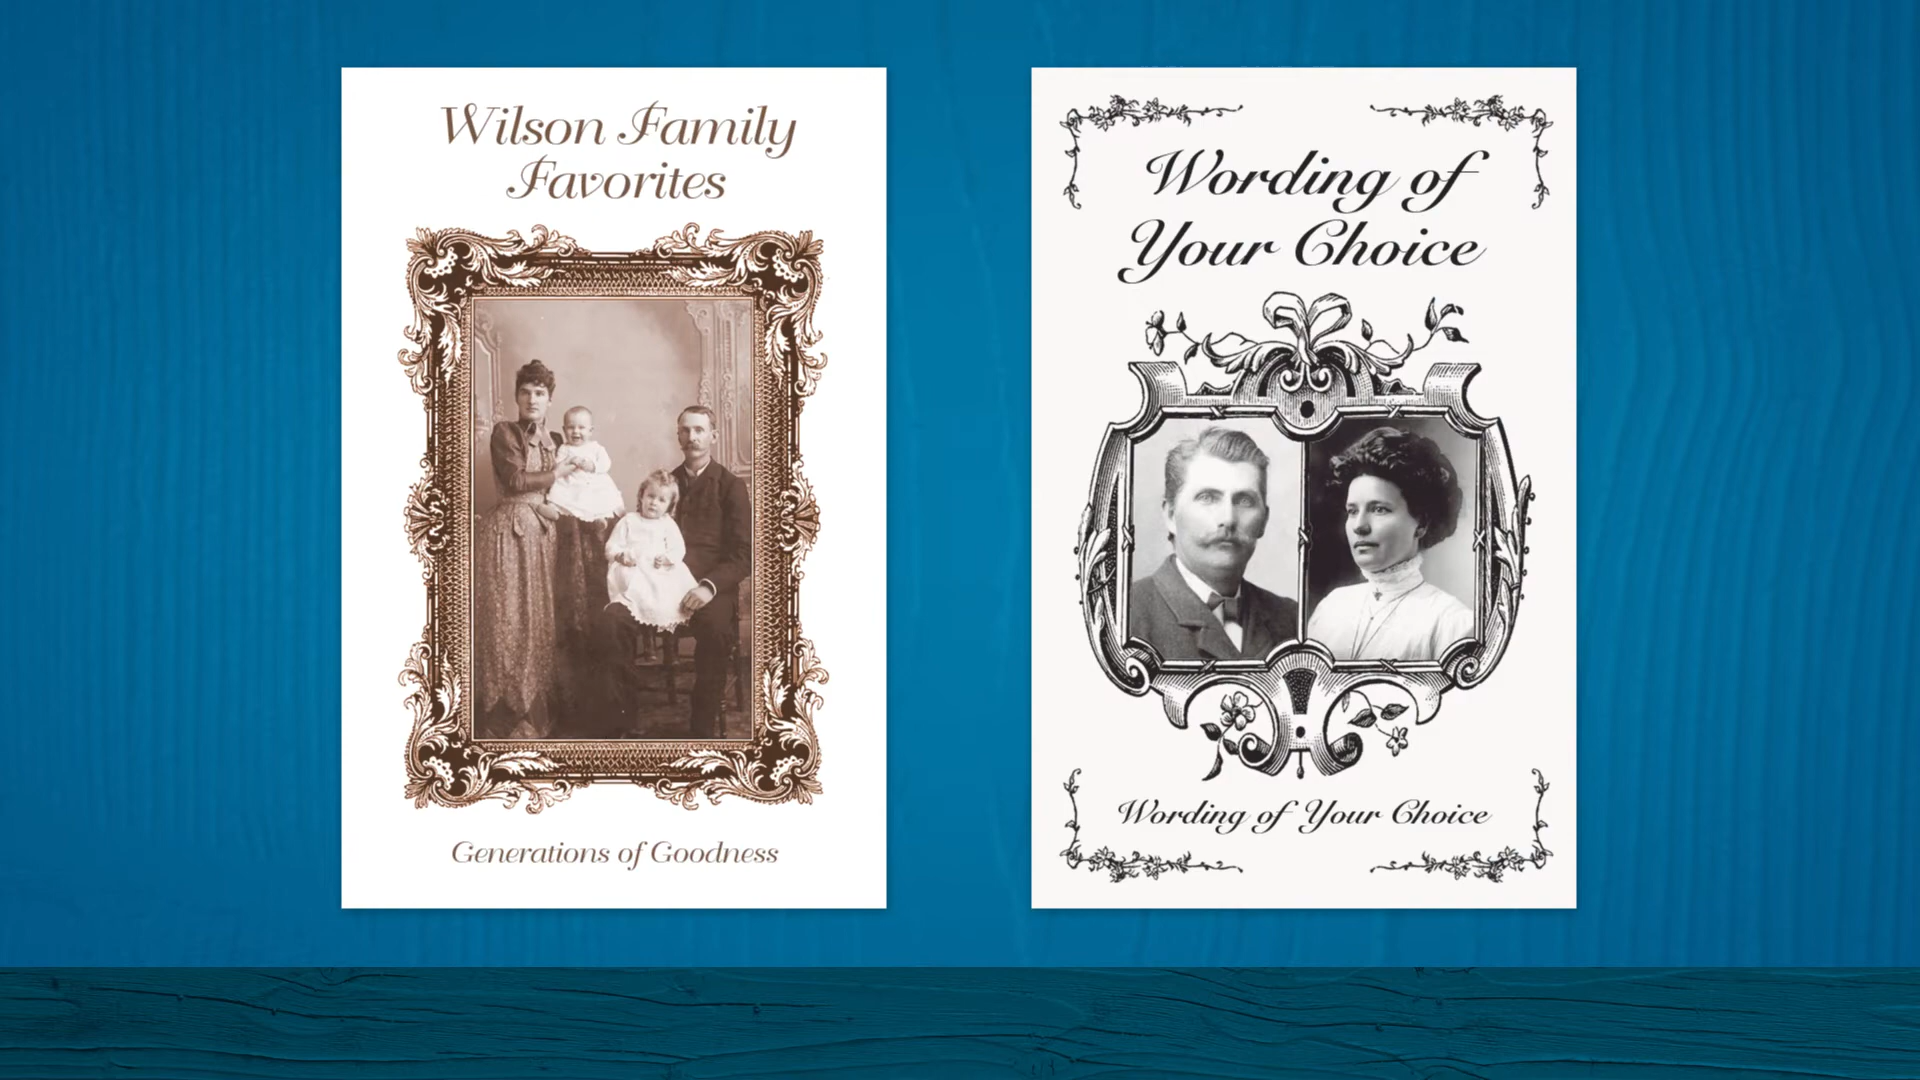 Wilson Family
Favorites
Generations of Goodness
Wording of
Your Choice
Wording of Your Choice